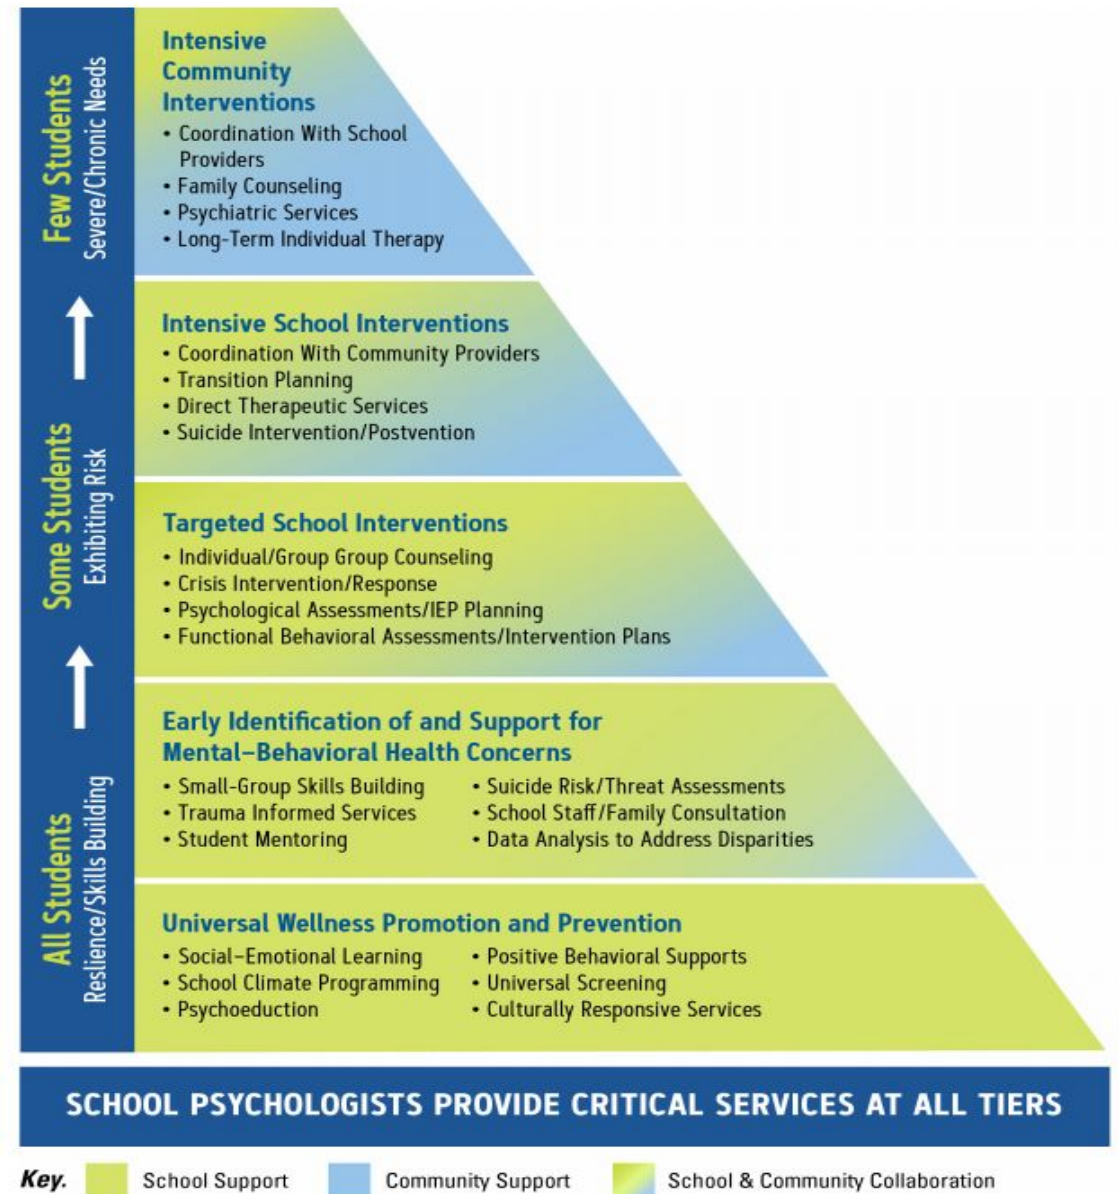 Few Students
Severe/Chronic Needs
Intensive
Community
Interventions
• Coordination With School
Providers
• Family Counseling
• Psychiatric Services
• Long-Term Individual Therapy
Intensive School Interventions
• Coordination With Community Providers
• Transition Planning
• Direct Therapeutic Services
• Suicide Intervention/Postvention
Some Students
Exhibiting Risk
Targeted School Interventions
• Individual/Group Group Counseling
• Crisis Intervention/Response
• Psychological Assessments/IEP Planning
• Functional Behavioral Assessments/Intervention Plans
All Students
Reslience/Skills Building
Early Identification of and Support for
Mental–Behavioral Health Concerns
• Small-Group Skills Building
• Trauma Informed Services
• Student Mentoring
• Suicide Risk/Threat Assessments
• School Staff/Family Consultation
• Data Analysis to Address Disparities
Universal Wellness Promotion and Prevention
• Social–Emotional Learning
• School Climate Programming
• Psychoeduction
• Positive Behavioral Supports
• Universal Screening
• Culturally Responsive Services
SCHOOL PSYCHOLOGISTS PROVIDE CRITICAL SERVICES AT ALL TIERS
Key. School Support Community Support School & Community Collaboration